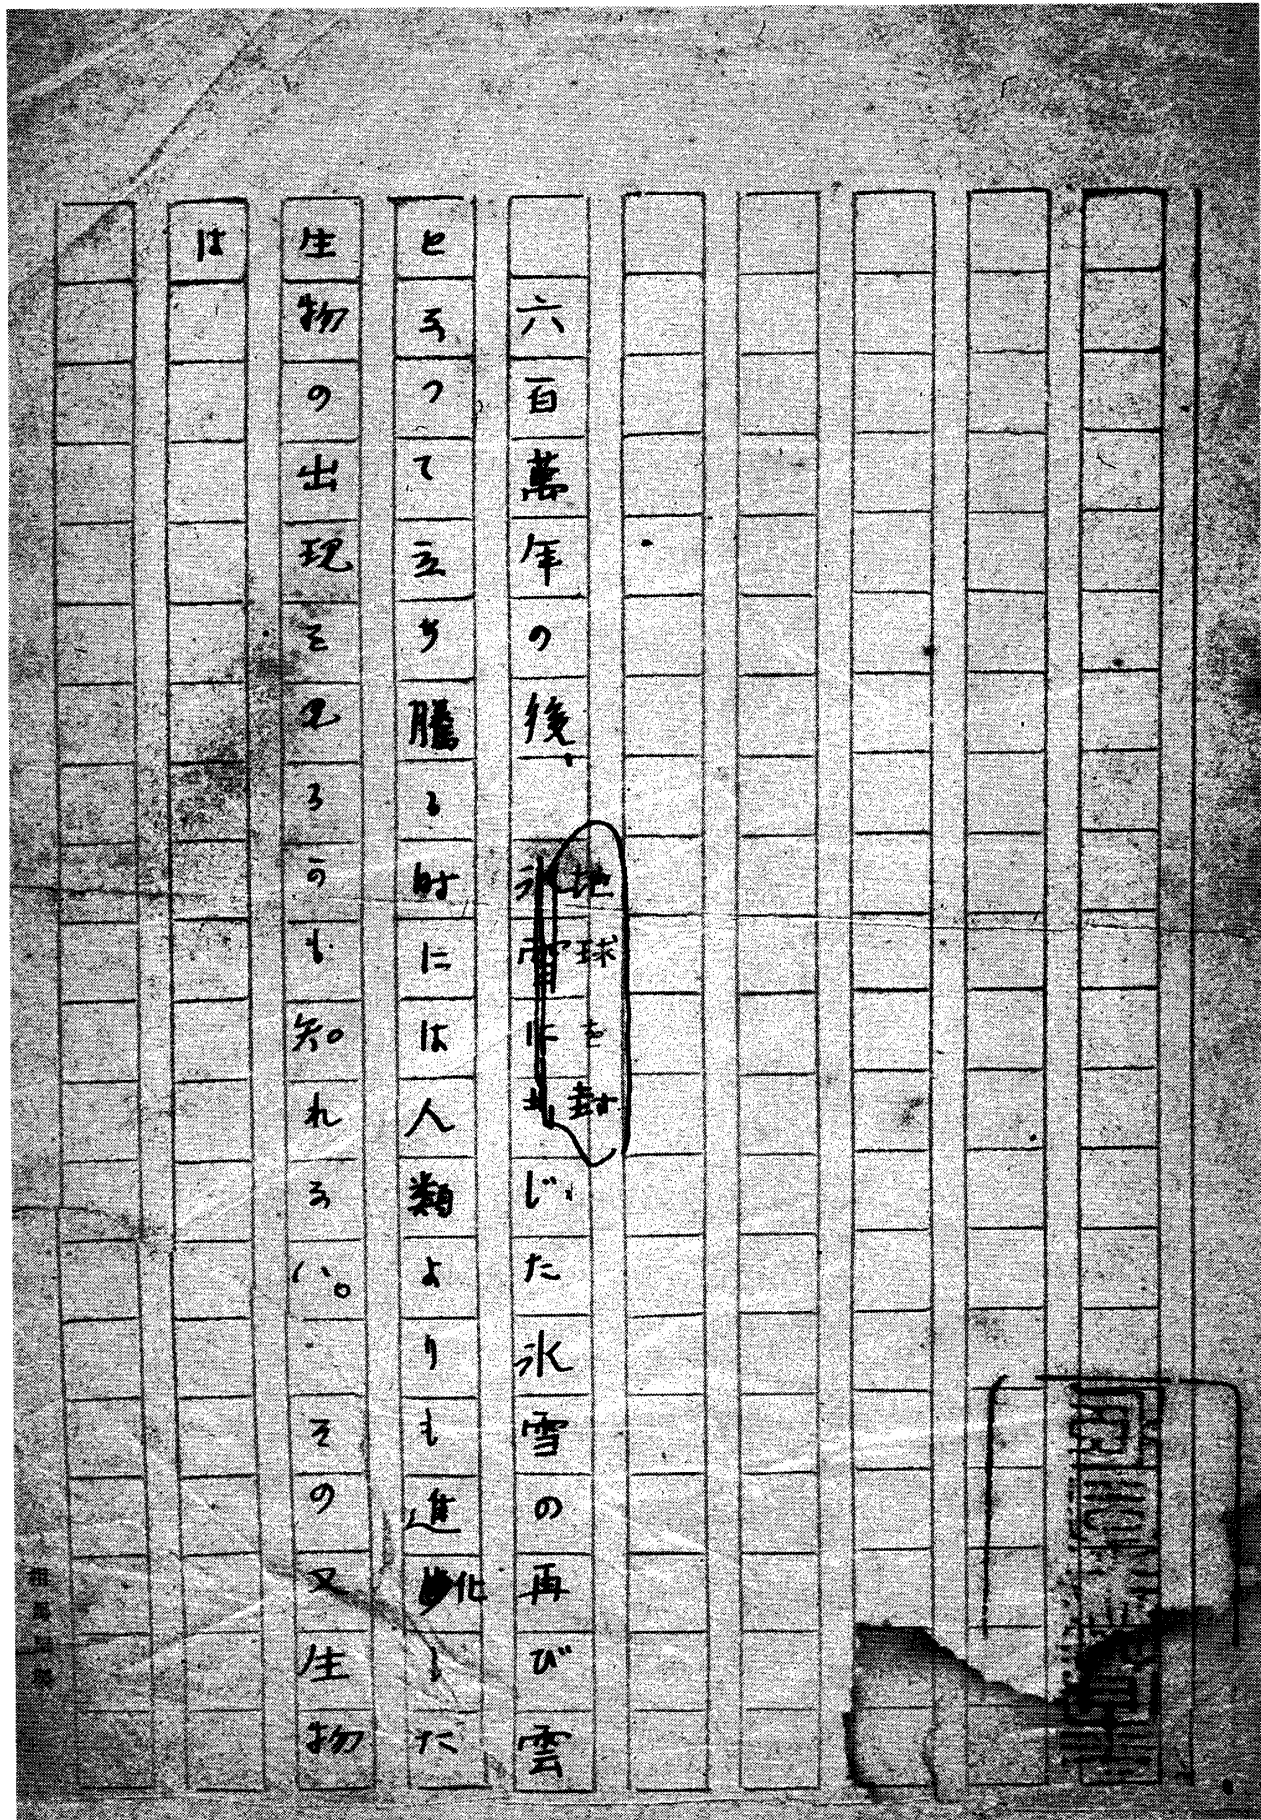 六百萬年の後、地球を封じた氷雪の再び雲
となつて立ち騰る時には人類よりも進化した
生物の出現を見るかも知れない。その又生物
は